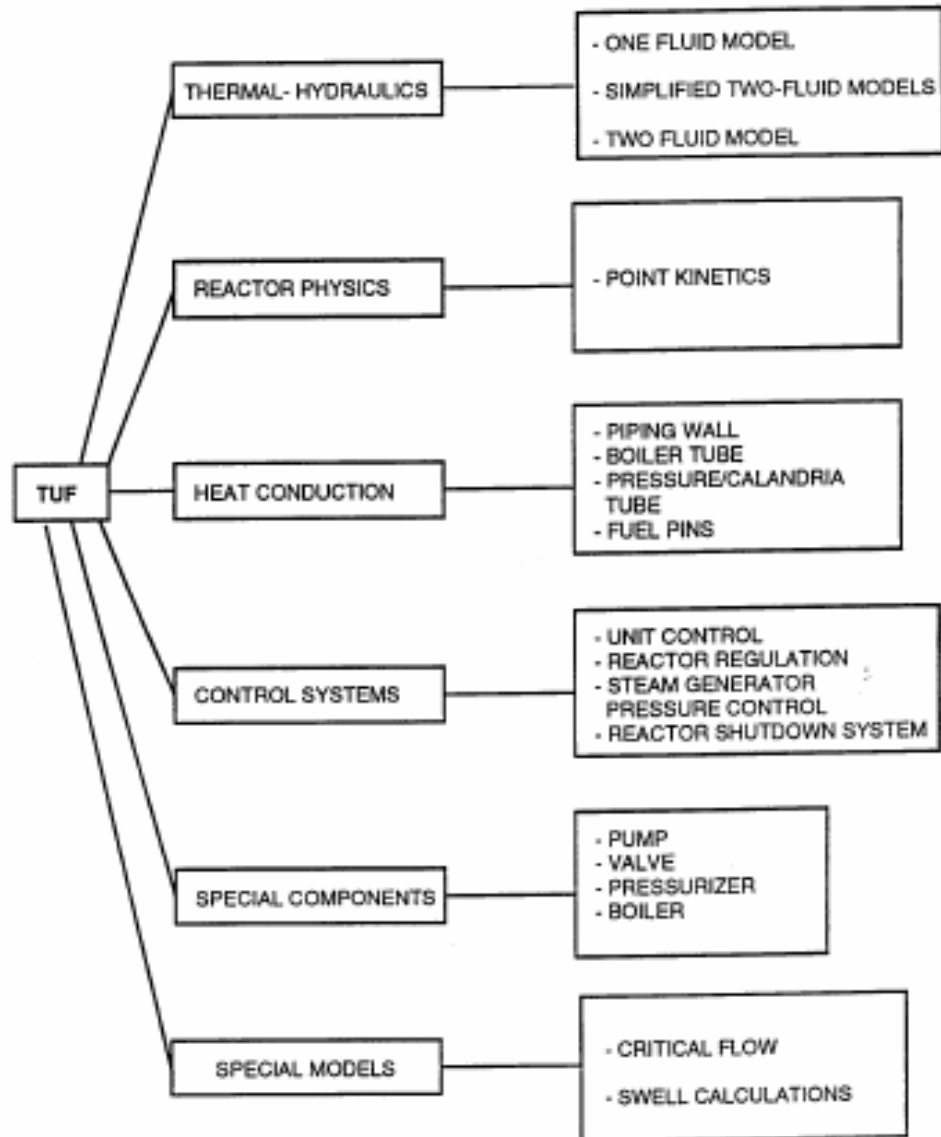 THERMAL- HYDRAULICS
- ONE FLUID MODEL
- SIMPLIFIED TWO-FLUID MODELS
- TWO FLUID MODEL
REACTOR PHYSICS
- POINT KINETICS
TUF
HEAT CONDUCTION
- PIPING WALL
- BOILER TUBE
- PRESSURE/CALANDRIA
TUBE
- FUEL PINS
CONTROL SYSTEMS
- UNIT CONTROL
- REACTOR REGULATION
- STEAM GENERATOR
PRESSURE CONTROL
- REACTOR SHUTDOWN SYSTEM
SPECIAL COMPONENTS
- PUMP
- VALVE
- PRESSURIZER
- BOILER
SPECIAL MODELS
- CRITICAL FLOW
- SWELL CALCULATIONS